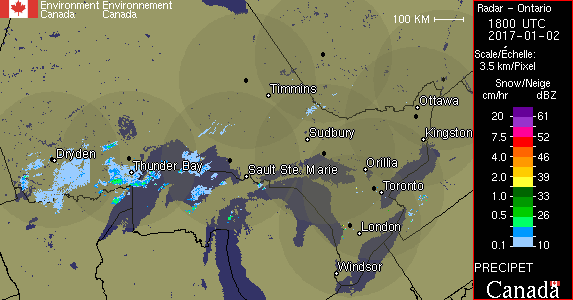 Environment Environnement
Canada Canada
Radar - Ontario
1800 UTC
2017-01-02
100 KM
Scale/Échelle:
3.5 km/Pixel
Snow/Neige
cm/hr dBZ
20 61
7.5 52
4.0 46
2.0 39
1.0 33
0.5 26
0.1 10
PRECIPET
Canada
Timmins
Ottawa
Sudbury
Kingston
Dryden
Thunder Bay
Sault Ste. Marie
Orillia
Toronto
London
Windsor